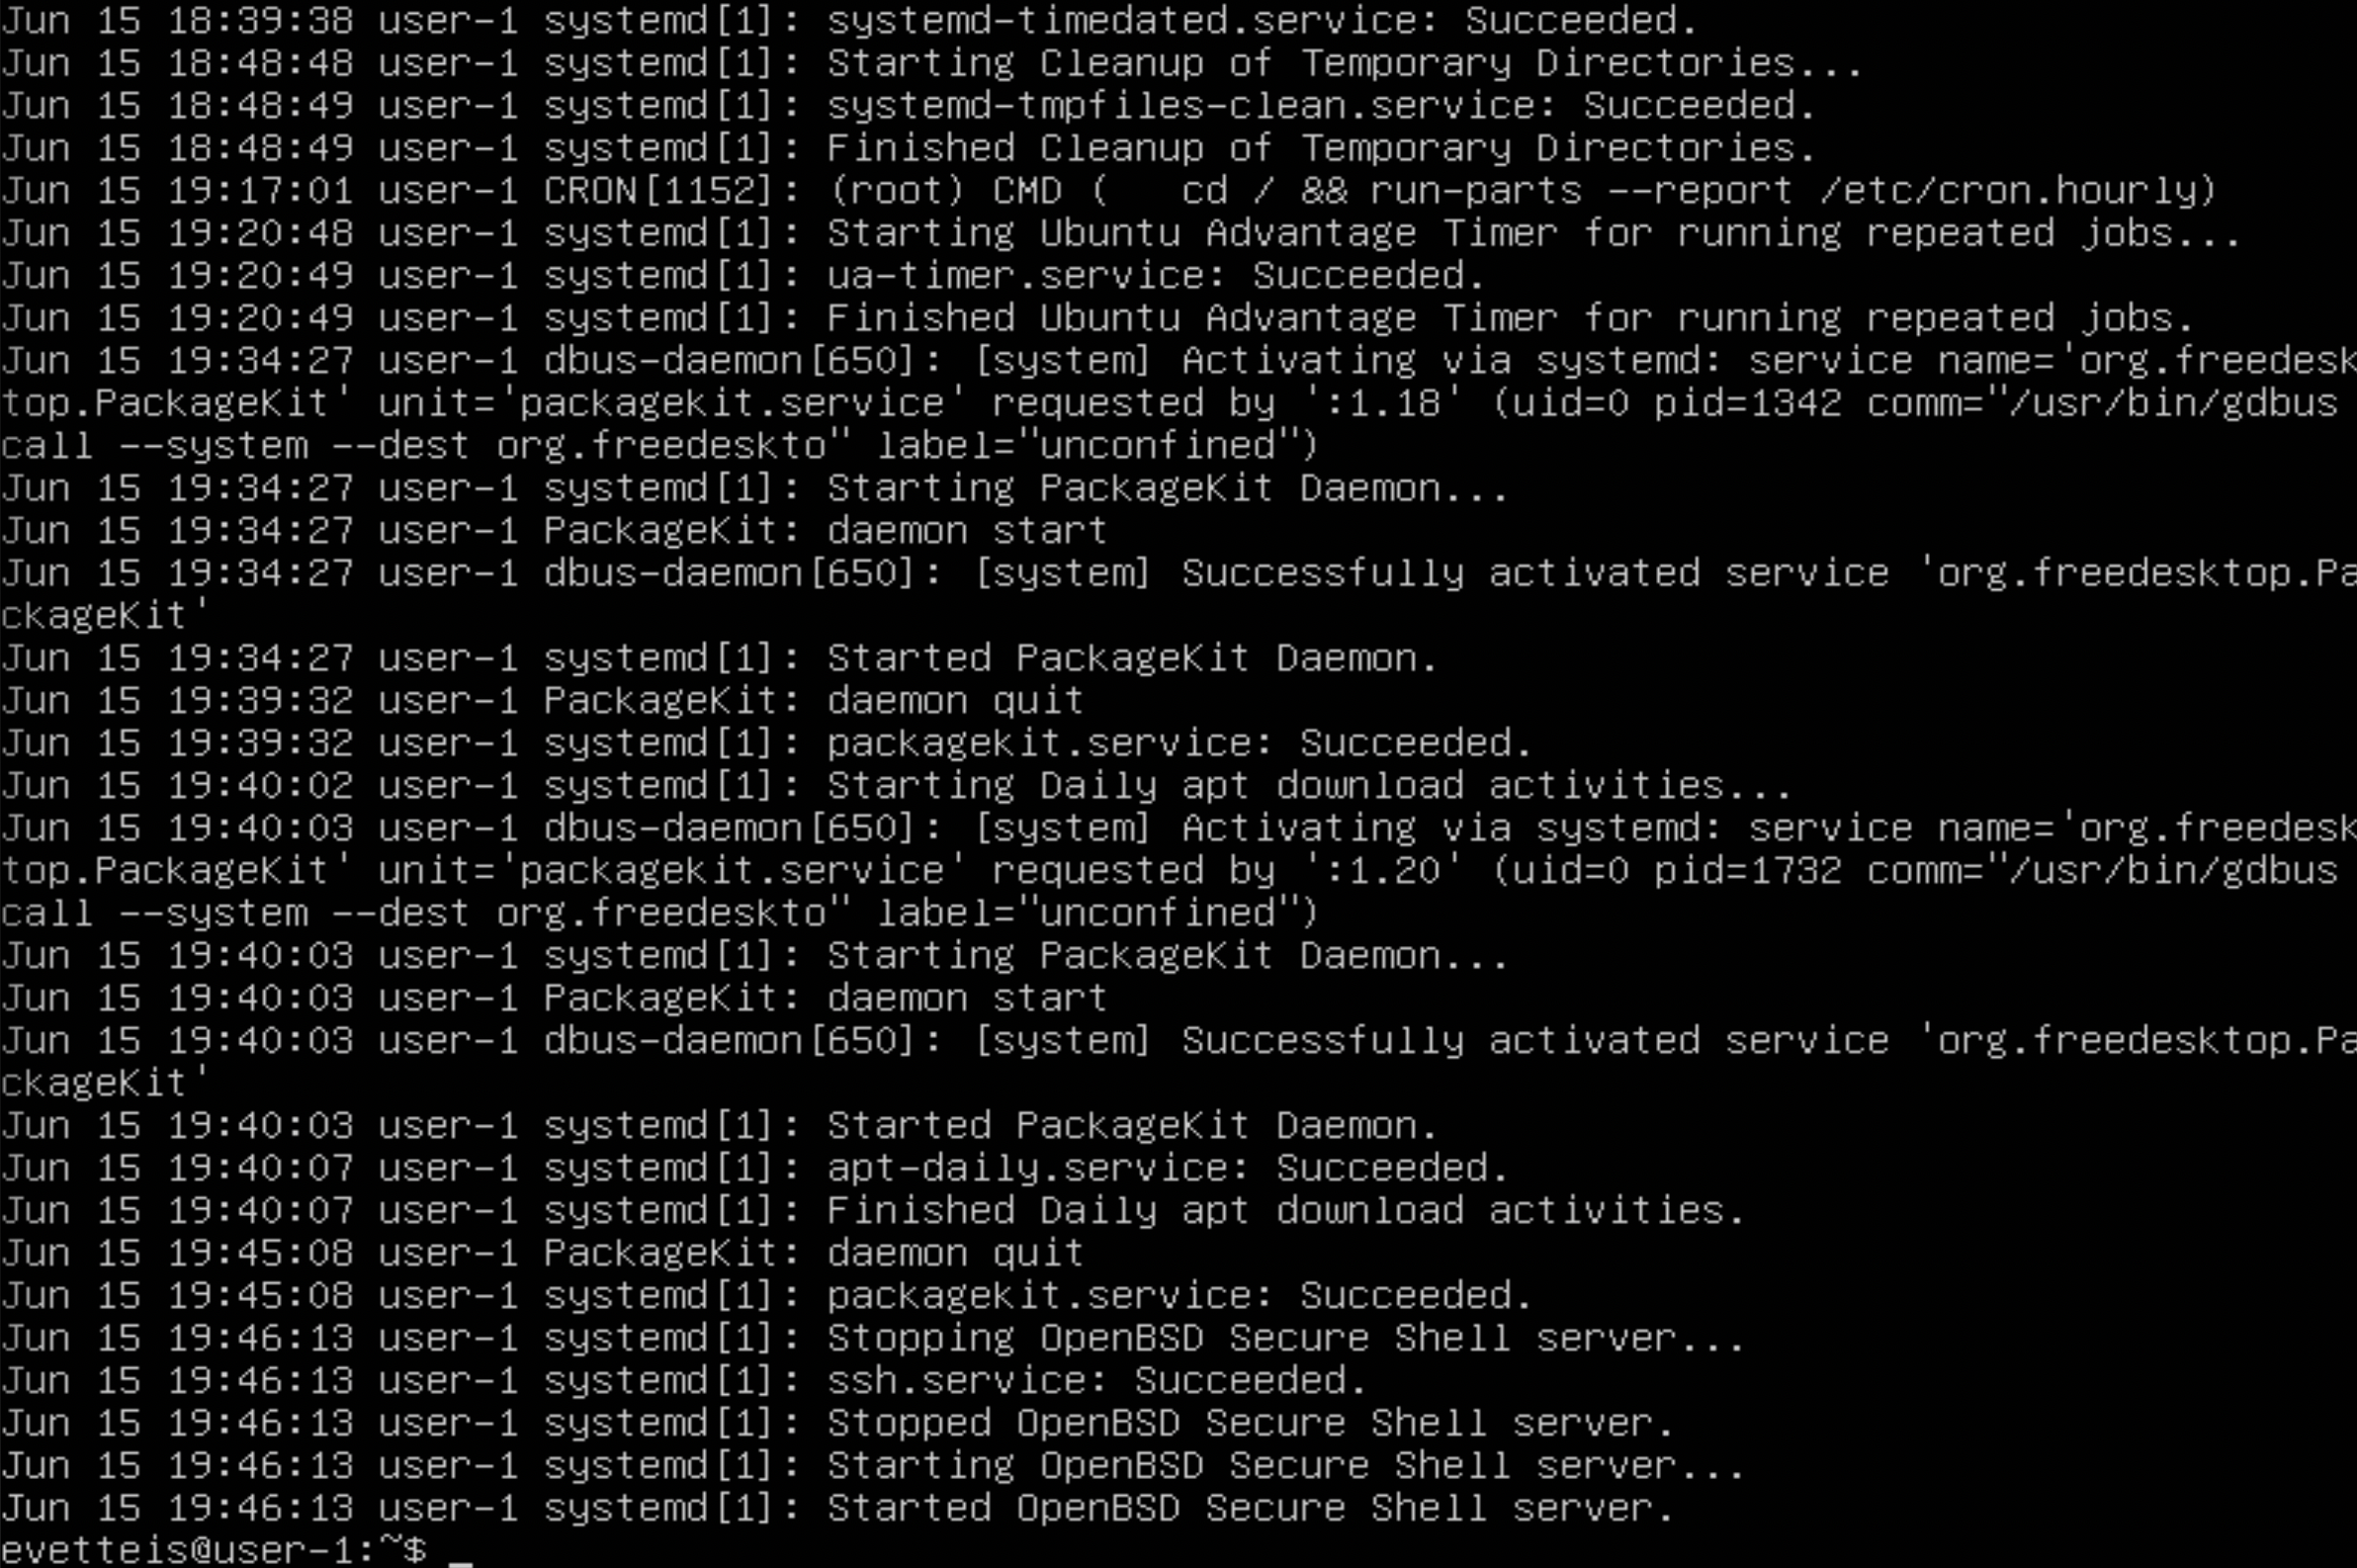 Jun 15 18:39:38 user-1 systemd[1]: systemd-timedated.service: Succeeded.
Jun 15 18:48:48 user-1 systemd[1]: Starting Cleanup of Temporary Directories...
Jun 15 18:48:49 user-1 systemd[1]: systemd-tmpfiles-clean.service: Succeeded.
Jun 15 18:48:49 user-1 systemd[1]: Finished Cleanup of Temporary Directories.
Jun 15 19:17:01 user-1 CRON[1152]: (root) CMD (   cd / && run-parts --report /etc/cron.hourly)
Jun 15 19:20:48 user-1 systemd[1]: Starting Ubuntu Advantage Timer for running repeated jobs...
Jun 15 19:20:49 user-1 systemd[1]: ua-timer.service: Succeeded.
Jun 15 19:20:49 user-1 systemd[1]: Finished Ubuntu Advantage Timer for running repeated jobs.
Jun 15 19:34:27 user-1 dbus-daemon[650]: [system] Activating via systemd: service name='org.freedesk
top.PackageKit' unit='packagekit.service' requested by ':1.18' (uid=0 pid=1342 comm="/usr/bin/gdbus
call --system --dest org.freedeskto" label="unconfined")
Jun 15 19:34:27 user-1 systemd[1]: Starting PackageKit Daemon...
Jun 15 19:34:27 user-1 PackageKit: daemon start
Jun 15 19:34:27 user-1 dbus-daemon[650]: [system] Successfully activated service 'org.freedesktop.Pa
ckageKit'
Jun 15 19:34:27 user-1 systemd[1]: Started PackageKit Daemon.
Jun 15 19:39:32 user-1 PackageKit: daemon quit
Jun 15 19:39:32 user-1 systemd[1]: packagekit.service: Succeeded.
Jun 15 19:40:02 user-1 systemd[1]: Starting Daily apt download activities...
Jun 15 19:40:03 user-1 dbus-daemon[650]: [system] Activating via systemd: service name='org.freedesk
top.PackageKit' unit='packagekit.service' requested by ':1.20' (uid=0 pid=1732 comm="/usr/bin/gdbus
call --system --dest org.freedeskto" label="unconfined")
Jun 15 19:40:03 user-1 systemd[1]: Starting PackageKit Daemon...
Jun 15 19:40:03 user-1 PackageKit: daemon start
Jun 15 19:40:03 user-1 dbus-daemon[650]: [system] Successfully activated service 'org.freedesktop.Pa
ckageKit'
Jun 15 19:40:03 user-1 systemd[1]: Started PackageKit Daemon.
Jun 15 19:40:07 user-1 systemd[1]: apt-daily.service: Succeeded.
Jun 15 19:40:07 user-1 systemd[1]: Finished Daily apt download activities.
Jun 15 19:45:08 user-1 PackageKit: daemon quit
Jun 15 19:45:08 user-1 systemd[1]: packagekit.service: Succeeded.
Jun 15 19:46:13 user-1 systemd[1]: Stopping OpenBSD Secure Shell server...
Jun 15 19:46:13 user-1 systemd[1]: ssh.service: Succeeded.
Jun 15 19:46:13 user-1 systemd[1]: Stopped OpenBSD Secure Shell server.
Jun 15 19:46:13 user-1 systemd[1]: Starting OpenBSD Secure Shell server...
Jun 15 19:46:13 user-1 systemd[1]: Started OpenBSD Secure Shell server.
evetteis@user-1:~$ _